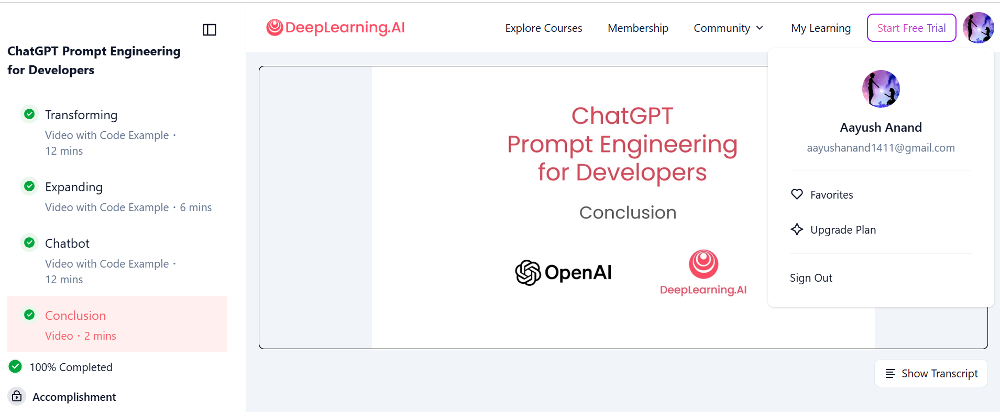 ChatGPT Prompt Engineering
for Developers
Transforming
Video with Code Example ·
12 mins
Expanding
Video with Code Example · 6 mins
Chatbot
Video with Code Example ·
12 mins
Conclusion
Video · 2 mins
100% Completed
Accomplishment
DeepLearning.AI
Explore Courses
Membership
Community
My Learning
Start Free Trial
ChatGPT
Prompt Engineering
for Developers
Conclusion
OpenAI
DeepLearning.AI
Aayush Anand
aayushanand1411@gmail.com
Favorites
Upgrade Plan
Sign Out
Show Transcript